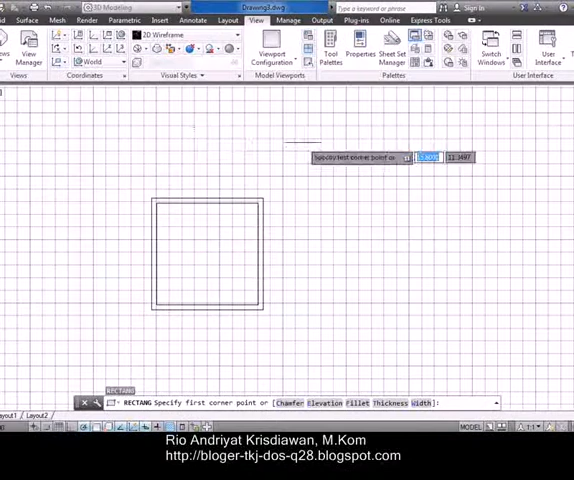 Drawing3.dwg
3D Modeling
Type a keyword or phrase
Sign In
Surface Mesh Render Parametric Insert Annotate Layout View Manage Output Plug-ins Online Express Tools
View Manager
World
2D Wireframe
Viewport Configuration
Tool Palettes
Properties
Switch Windows
User Interface
Views Coordinates Visual Styles Model Viewports Palettes User Interface
Specify first corner point or
11.3497
RECTANG
RECTANG Specify first corner point or [Chamfer Elevation Fillet Thickness Width]:
Layout2
MODEL 1:1
Rio Andriyat Krisdiawan, M.Kom
http://bloger-tkj-dos-q28.blogspot.com